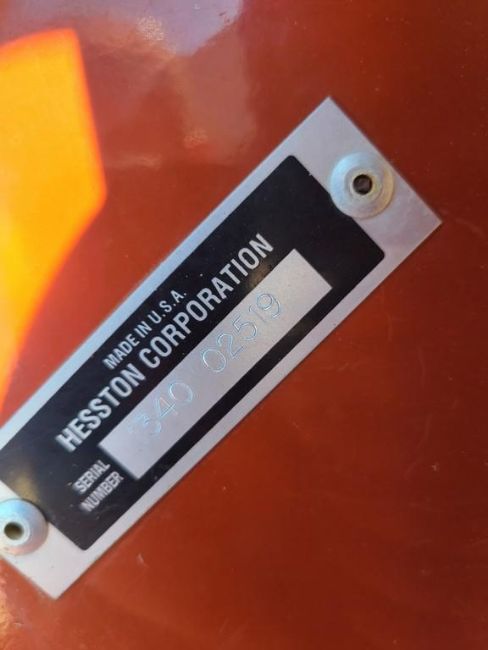 MADE IN U.S.A.
HESSTON CORPORATION
SERIAL
NUMBER
340 02519